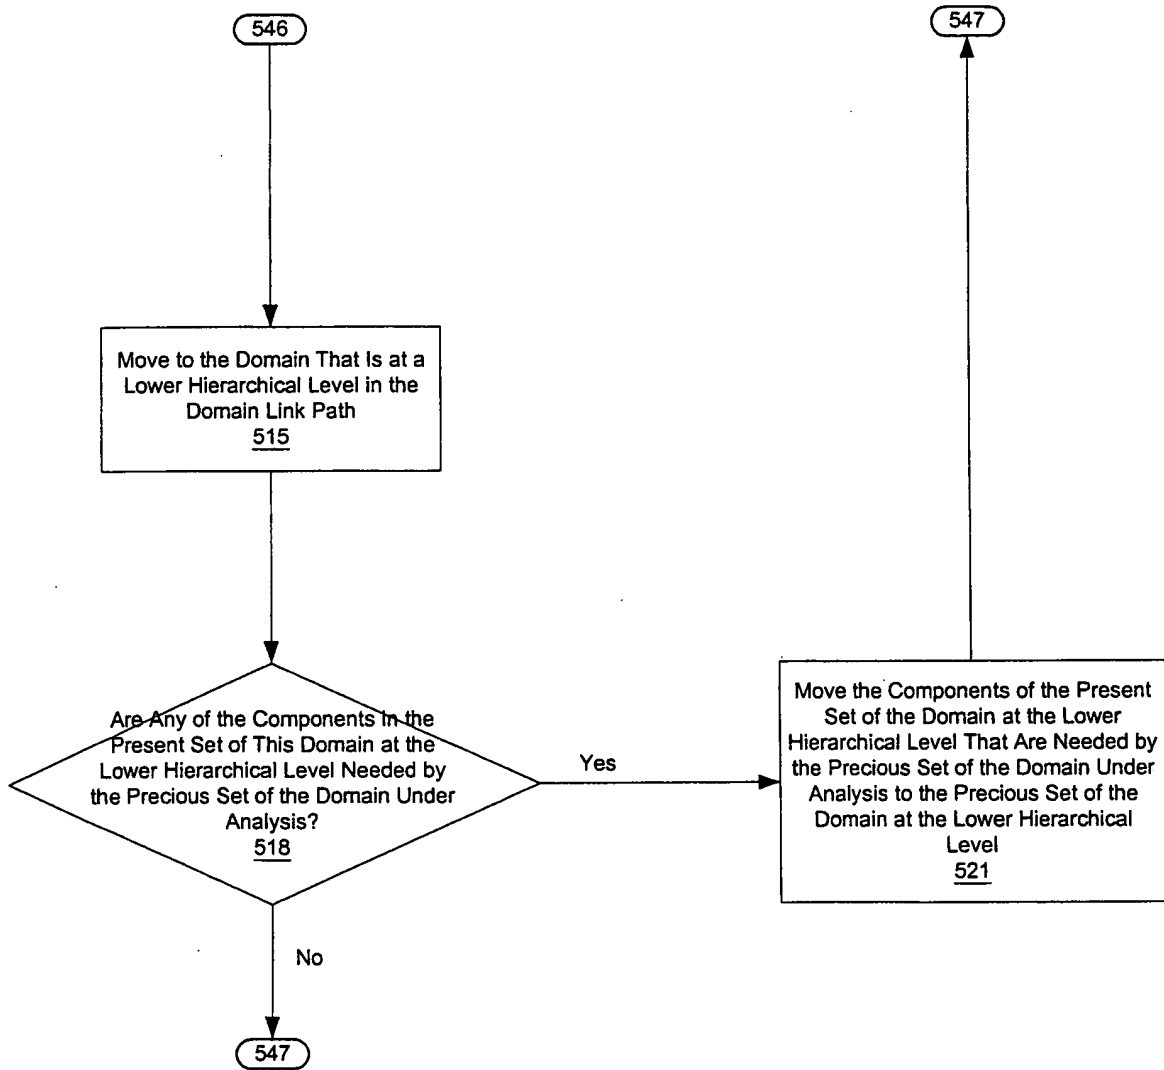 546
547
Move to the Domain That Is at a
Lower Hierarchical Level in the
Domain Link Path
515
Are Any of the Components in the
Present Set of This Domain at the
Lower Hierarchical Level Needed by
the Precious Set of the Domain Under
Analysis?
518
Yes
Move the Components of the Present
Set of the Domain at the Lower
Hierarchical Level That Are Needed by
the Precious Set of the Domain Under
Analysis to the Precious Set of the
Domain at the Lower Hierarchical
Level
521
No
547